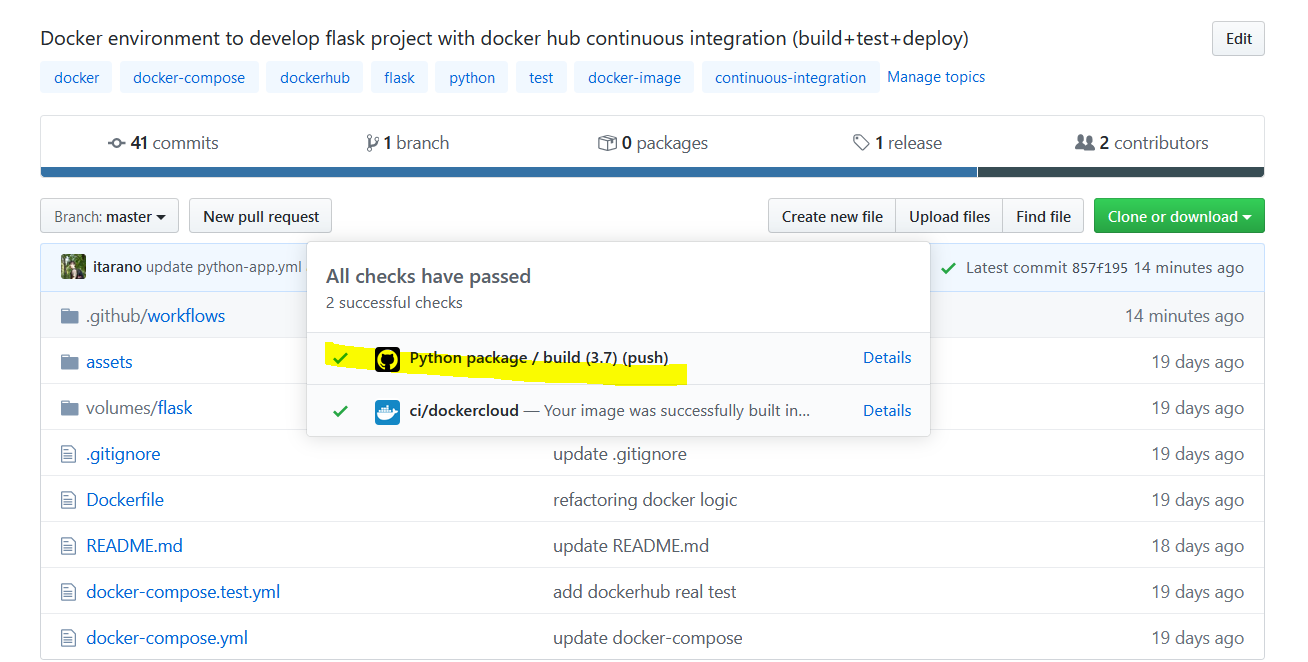 Docker environment to develop flask project with docker hub continuous integration (build+test+deploy)
Edit
docker docker-compose dockerhub flask python test docker-image continuous-integration Manage topics
41 commits 1 branch 0 packages 1 release 2 contributors
Branch: master New pull request Create new file Upload files Find file Clone or download
itarano update python-app.yml Latest commit 857f195 14 minutes ago
All checks have passed
2 successful checks
Python package / build (3.7) (push) Details
ci/dockercloud — Your image was successfully built in... Details
.github/workflows 14 minutes ago
assets 19 days ago
volumes/flask 19 days ago
.gitignore update .gitignore 19 days ago
Dockerfile refactoring docker logic 19 days ago
README.md update README.md 18 days ago
docker-compose.test.yml add dockerhub real test 19 days ago
docker-compose.yml update docker-compose 19 days ago